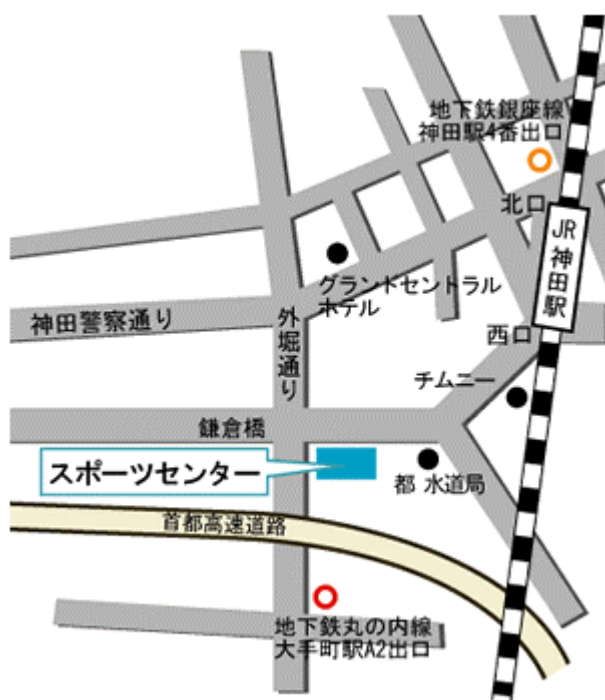 地下鉄銀座線
神田駅4番出口
北口
JR神田駅
グランドセントラル
ホテル
神田警察通り
外堀通り
西口
チムニー
鎌倉橋
スポーツセンター
都 水道局
首都高速道路
地下鉄丸の内線
大手町駅A2出口